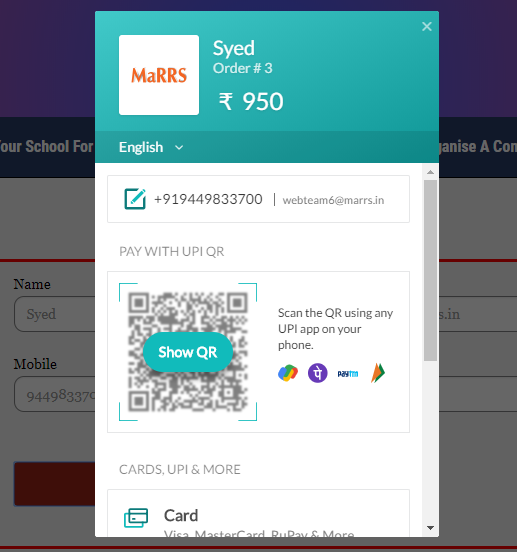 our School For
ganise A Con
MaRRS
Syed
Order # 3
₹ 950
English
+919449833700 | webteam6@marrs.in
PAY WITH UPI QR
Show QR
Scan the QR using any
UPI app on your
phone.
paytm
CARDS, UPI & MORE
Card
Visa, MasterCard, RuPay & More
Name
Syed
s.in
Mobile
944983370